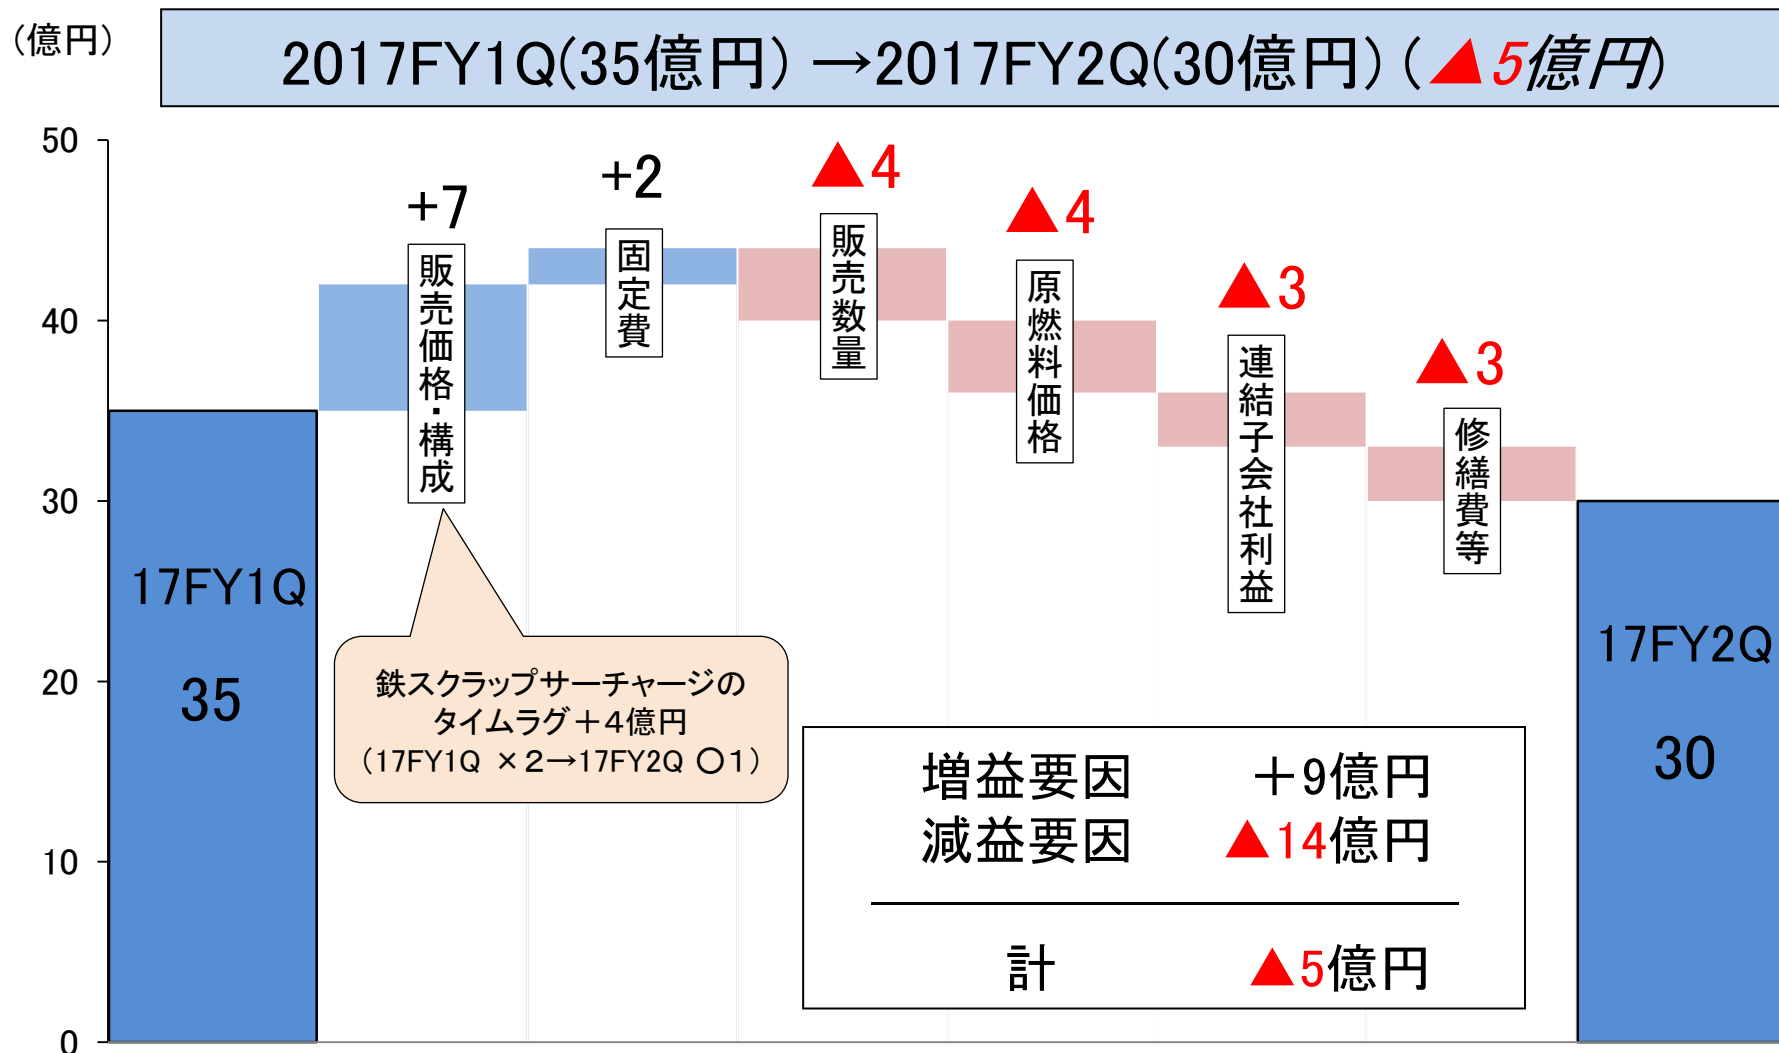 (億円)
2017FY1Q(35億円)→2017FY2Q(30億円)(▲5億円)
50
40
30
20
10
0
+7
販売価格・構成
+2
固定費
▲4
販売数量
▲4
原燃料価格
▲3
連結子会社利益
▲3
修繕費等
17FY1Q
35
鉄スクラップサーチャージの
タイムラグ+4億円
(17FY1Q ×2→17FY2Q 〇1)
17FY2Q
30
増益要因 +9億円
減益要因 ▲14億円
計 ▲5億円